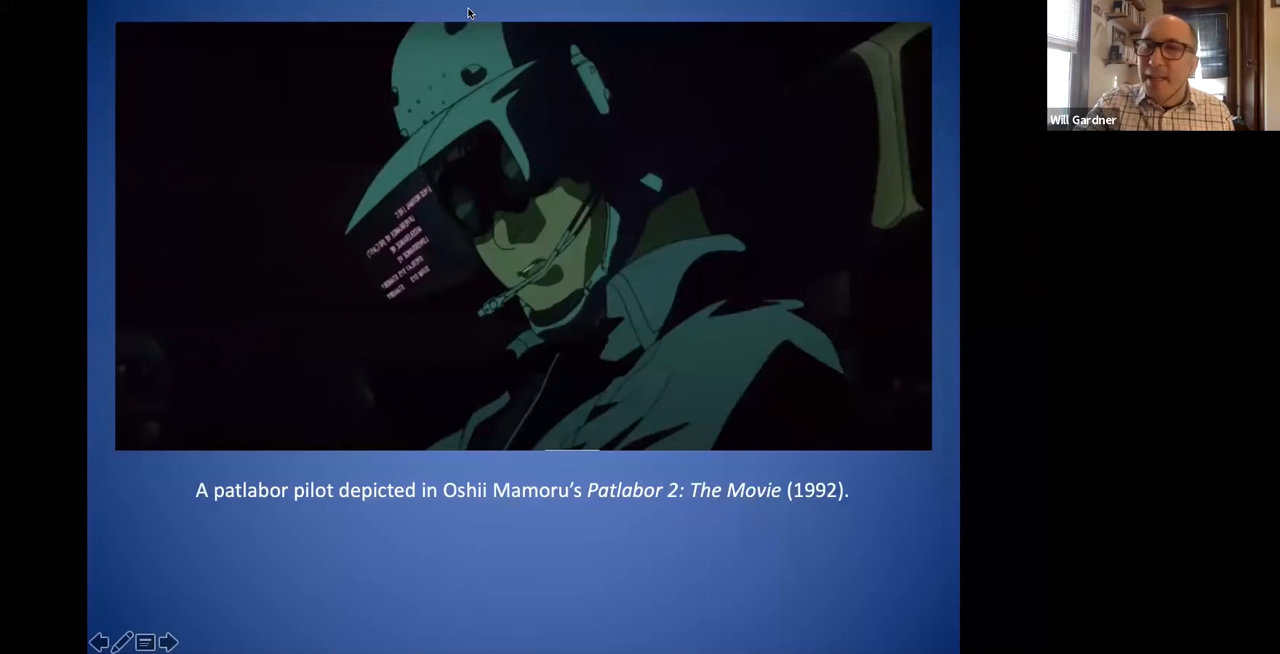 Will Gardner
A patlabor pilot depicted in Oshii Mamoru's Patlabor 2: The Movie (1992).